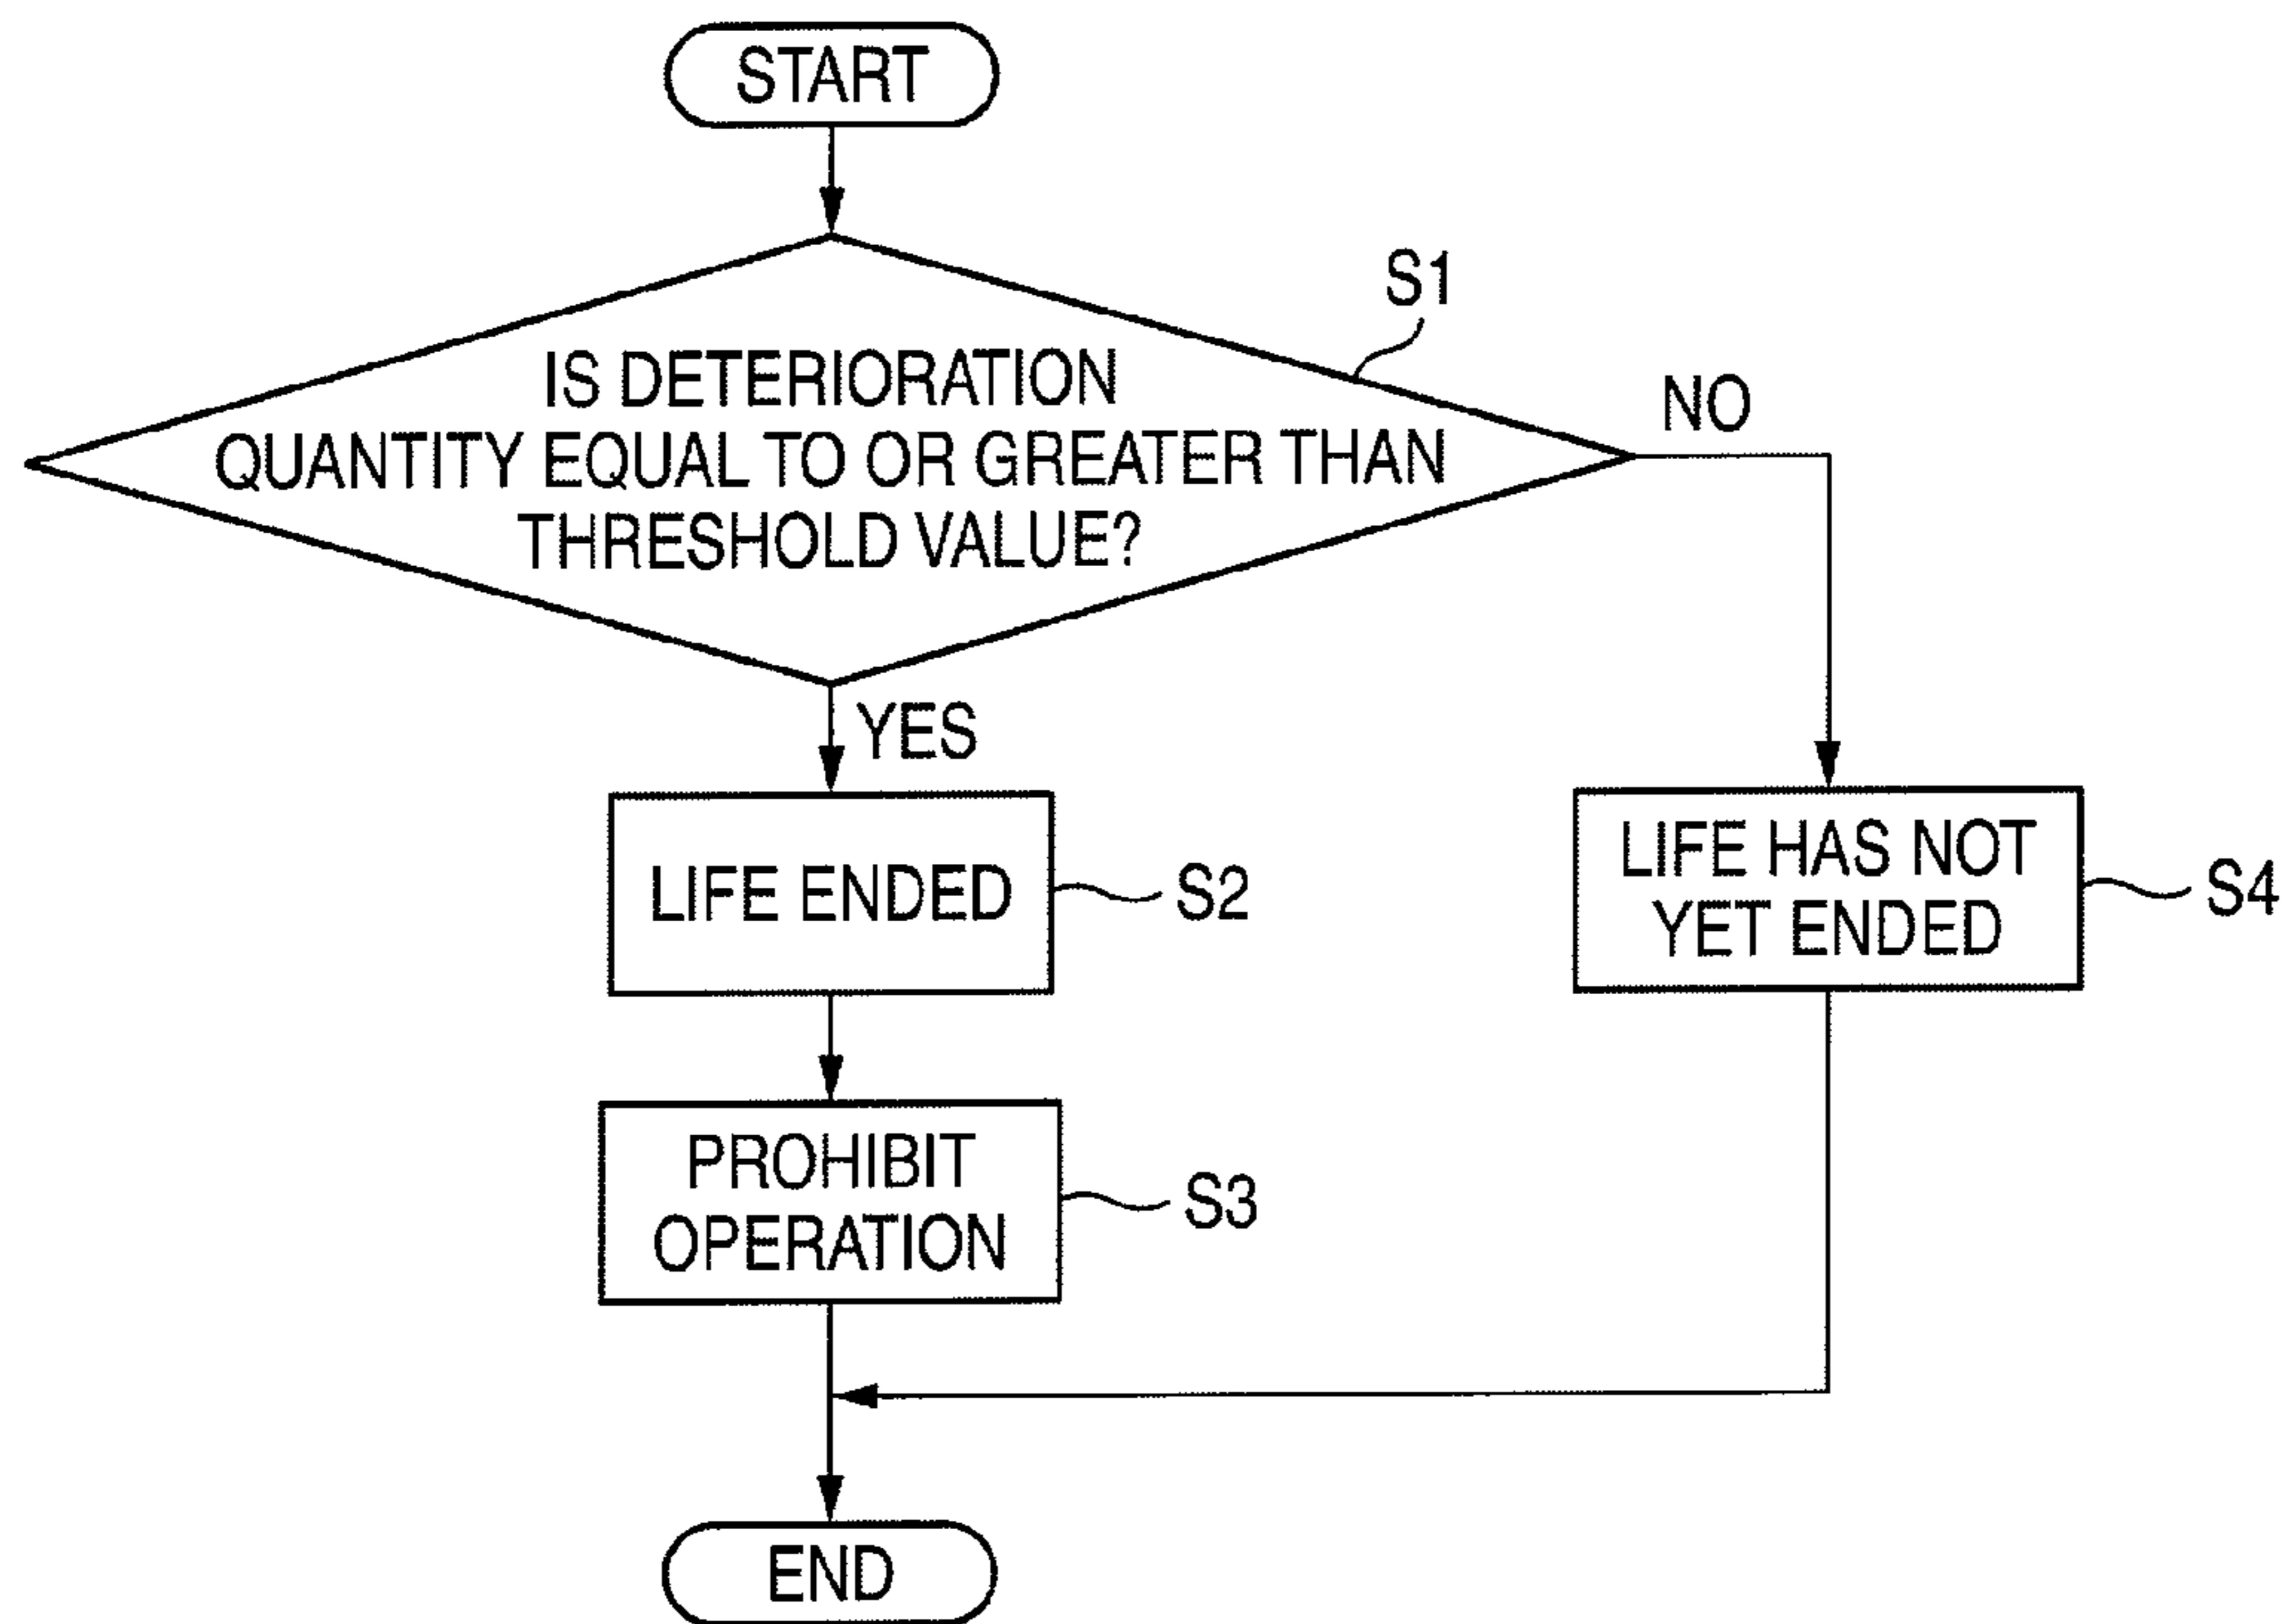 START
S1
IS DETERIORATION
QUANTITY EQUAL TO OR GREATER THAN
THRESHOLD VALUE?
NO
YES
LIFE ENDED
S2
LIFE HAS NOT
YET ENDED
S4
PROHIBIT
OPERATION
S3
END